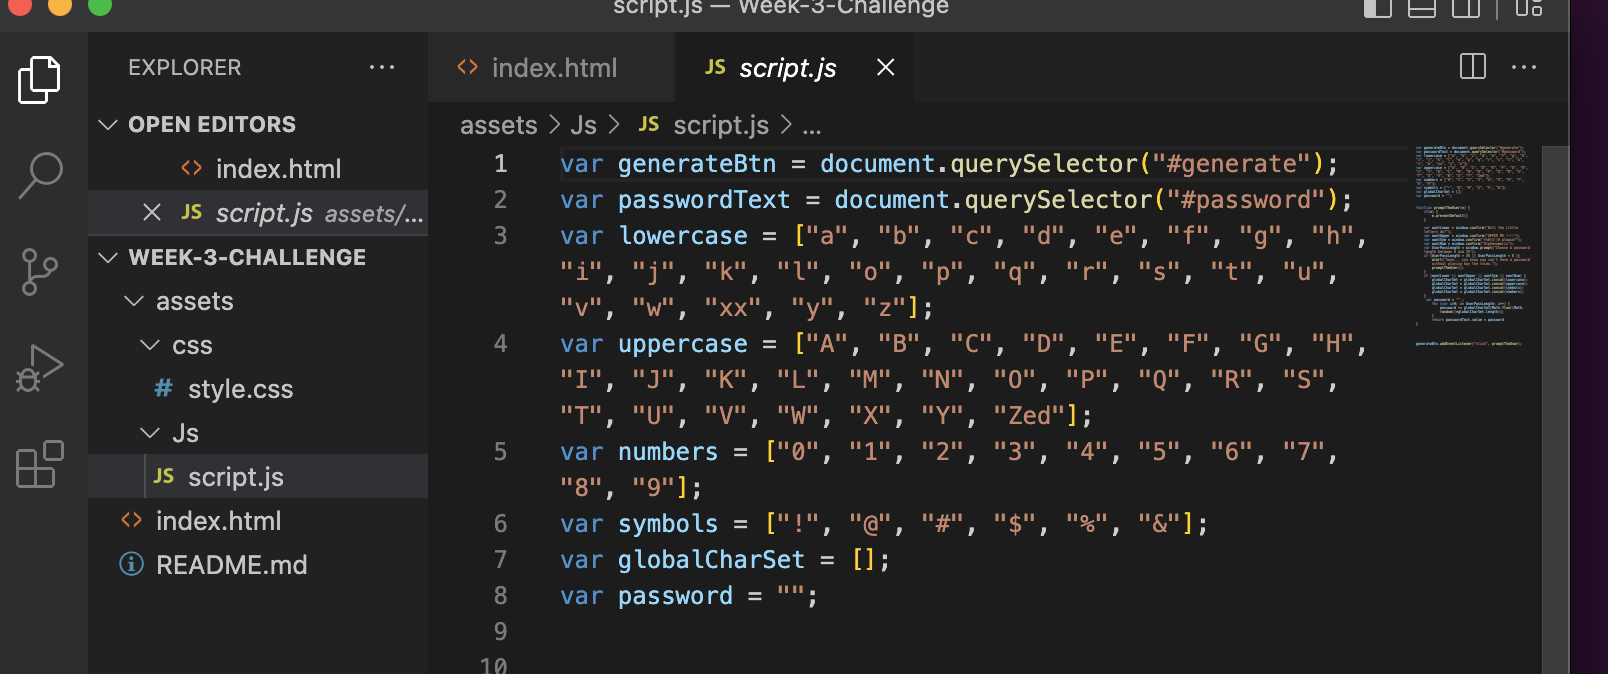 script.js — Week-3-Challenge
EXPLORER
OPEN EDITORS
index.html
JS script.js assets/...
WEEK-3-CHALLENGE
assets
css
# style.css
Js
JS script.js
index.html
README.md
index.html
JS script.js
assets > Js > JS script.js > ...
1 var generateBtn = document.querySelector("#generate");
2 var passwordText = document.querySelector("#password");
3 var lowercase = ["a", "b", "c", "d", "e", "f", "g", "h",
"i", "j", "k", "l", "o", "p", "q", "r", "s", "t", "u",
"v", "w", "xx", "y", "z"];
4 var uppercase = ["A", "B", "C", "D", "E", "F", "G", "H",
"I", "J", "K", "L", "M", "N", "O", "P", "Q", "R", "S",
"T", "U", "V", "W", "X", "Y", "Zed"];
5 var numbers = ["0", "1", "2", "3", "4", "5", "6", "7",
"8", "9"];
6 var symbols = ["!", "@", "#", "$", "%", "&"];
7 var globalCharSet = [];
8 var password = "";
9
10